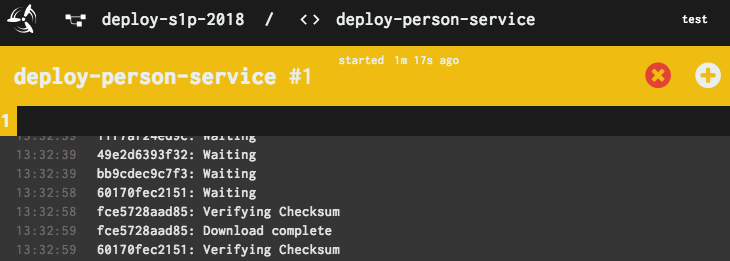 deploy-s1p-2018 / <> deploy-person-service test
deploy-person-service #1 started 1m 17s ago
1
13:32:39 fff7af24ed9c: Waiting
13:32:39 49e2d6393f32: Waiting
13:32:39 bb9cdec9c7f3: Waiting
13:32:58 60170fec2151: Waiting
13:32:58 fce5728aad85: Verifying Checksum
13:32:59 fce5728aad85: Download complete
13:32:59 60170fec2151: Verifying Checksum